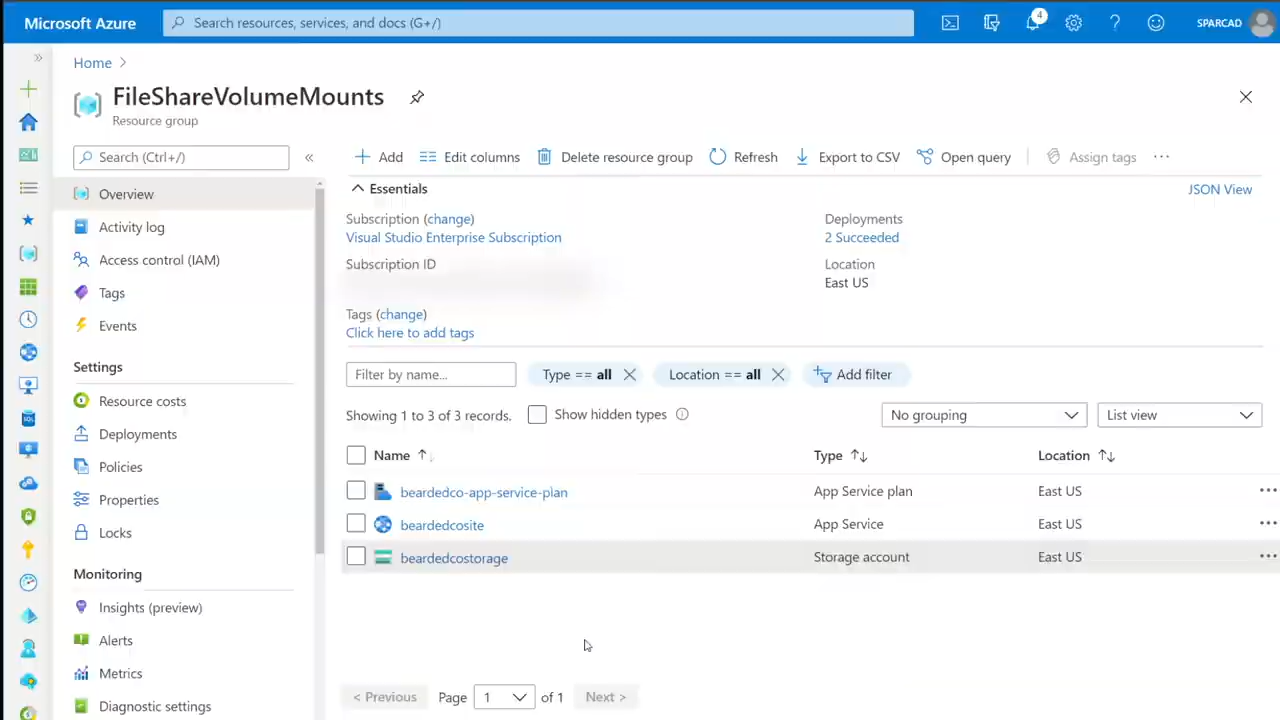 Microsoft Azure
Search resources, services, and docs (G+/)
4
SPARCAD
Home
FileShareVolumeMounts
Resource group
Search (Ctrl+/)
Add
Edit columns
Delete resource group
Refresh
Export to CSV
Open query
Assign tags
Overview
Activity log
Access control (IAM)
Tags
Events
Settings
Resource costs
Deployments
Policies
Properties
Locks
Monitoring
Insights (preview)
Alerts
Metrics
Diagnostic settings
Essentials
JSON View
Subscription (change)
Visual Studio Enterprise Subscription
Subscription ID
Tags (change)
Click here to add tags
Deployments
2 Succeeded
Location
East US
Filter by name...
Type == all
Location == all
Add filter
Showing 1 to 3 of 3 records.
Show hidden types
No grouping
List view
Name Type Location
beardedco-app-service-plan App Service plan East US
beardedcosite App Service East US
beardedcostorage Storage account East US
< Previous Page 1 of 1 Next >